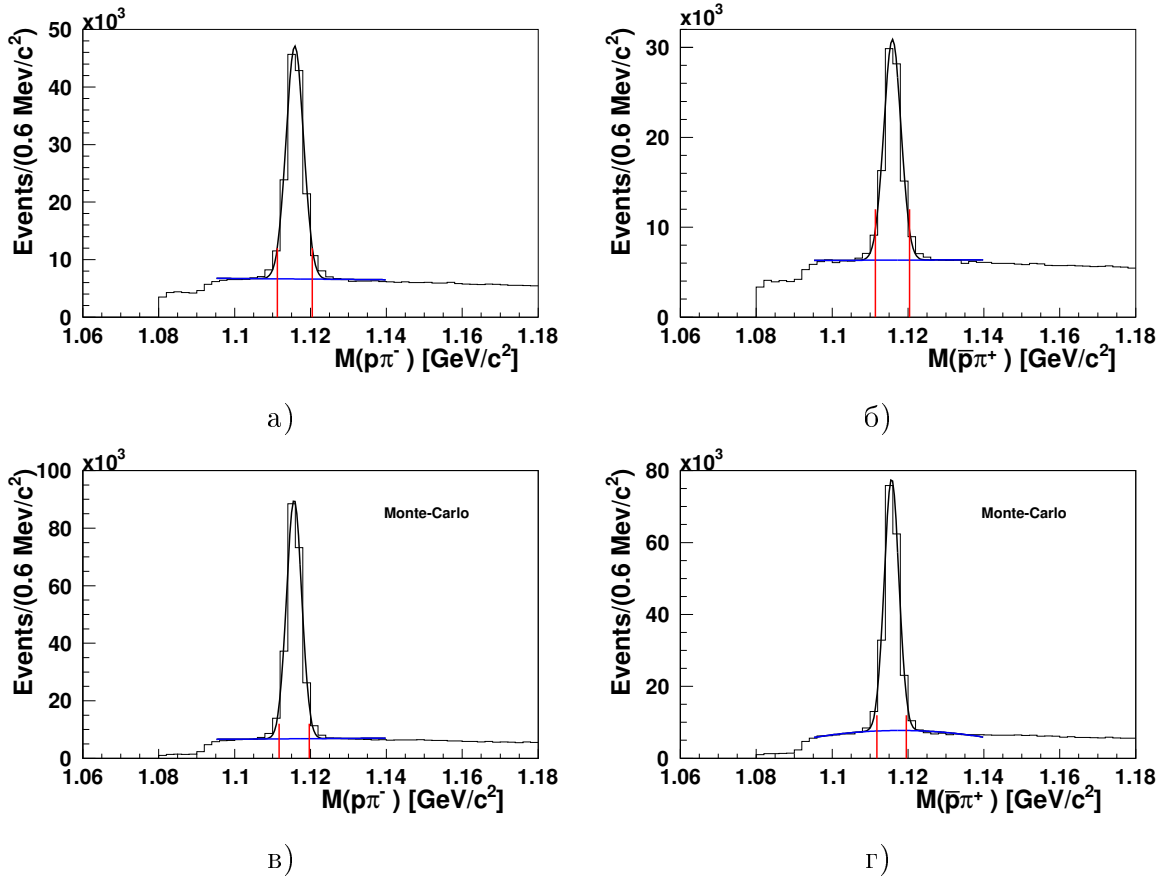 x10³
50
40
30
20
10
0
1.06 1.08 1.1 1.12 1.14 1.16 1.18
Events/(0.6 Mev/c²)
M(pπ⁻) [GeV/c²]
а)
x10³
30
20
10
0
1.06 1.08 1.1 1.12 1.14 1.16 1.18
Events/(0.6 Mev/c²)
M(p̅π⁺) [GeV/c²]
б)
x10³
100
80
60
40
20
0
1.06 1.08 1.1 1.12 1.14 1.16 1.18
Events/(0.6 Mev/c²)
Monte-Carlo
M(pπ⁻) [GeV/c²]
в)
x10³
80
60
40
20
0
1.06 1.08 1.1 1.12 1.14 1.16 1.18
Events/(0.6 Mev/c²)
Monte-Carlo
M(p̅π⁺) [GeV/c²]
г)